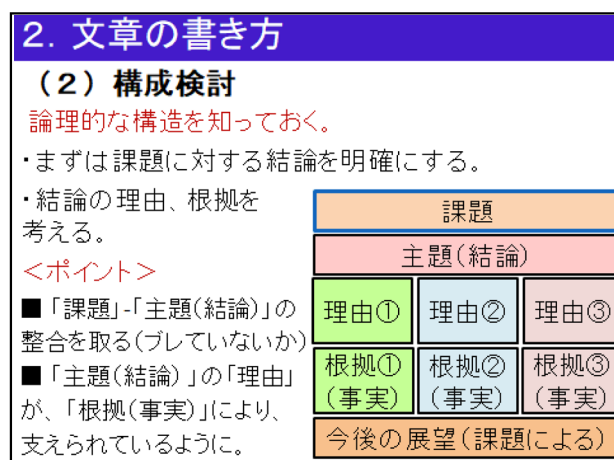 2．文章の書き方
（2）構成検討
論理的な構造を知っておく。
・まずは課題に対する結論を明確にする。
・結論の理由、根拠を
考える。
＜ポイント＞
■「課題」-「主題(結論)」の
整合を取る(ブレていないか)
■「主題(結論)」の「理由」
が、「根拠(事実)」により、
支えられているように。
課題
主題(結論)
理由① 理由② 理由③
根拠① 根拠② 根拠③
(事実) (事実) (事実)
今後の展望(課題による)